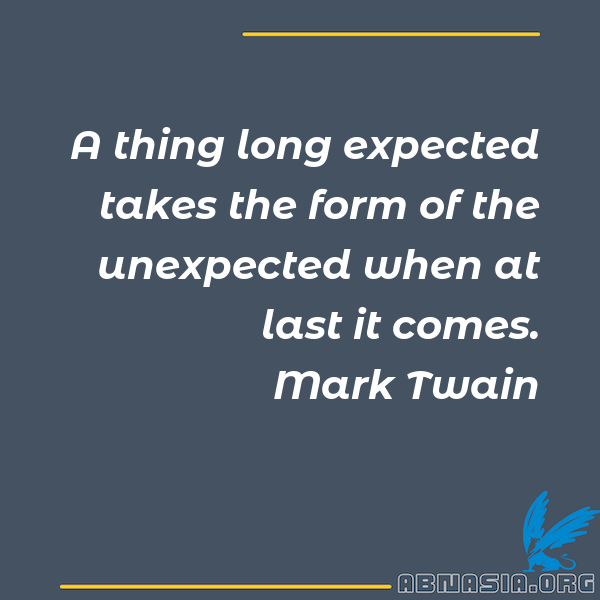 A thing long expected
takes the form of the
unexpected when at
last it comes.
Mark Twain
ABNASIA.ORG